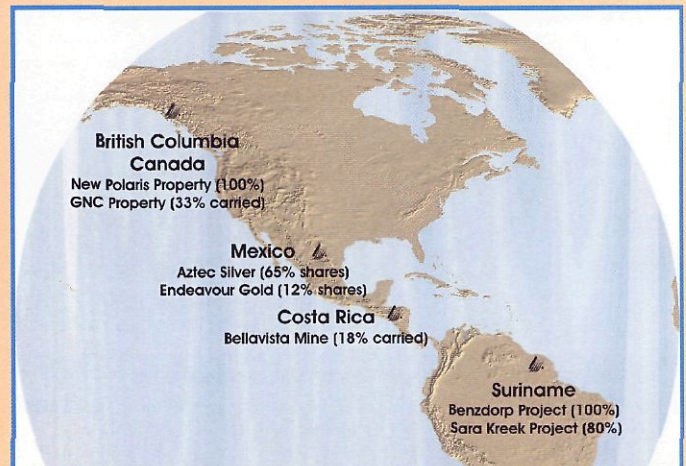 British Columbia
Canada
New Polaris Property (100%)
GNC Property (33% carried)
Mexico
Aztec Silver (65% shares)
Endeavour Gold (12% shares)
Costa Rica
Bellavista Mine (18% carried)
Suriname
Benzdorp Project (100%)
Sara Kreek Project (80%)